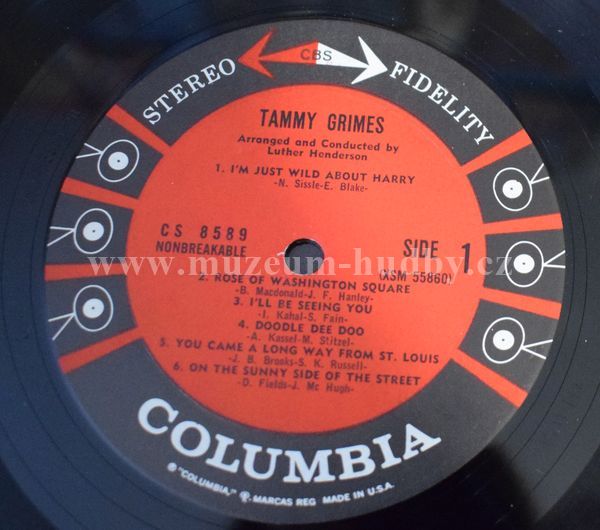 STEREO CBS FIDELITY
TAMMY GRIMES
Arranged and Conducted by
Luther Henderson
1. I'M JUST WILD ABOUT HARRY
-N. Sissle-E. Blake-
CS 8589
NONBREAKABLE
SIDE 1
(XSM 55860)
www.muzeum-hudby.cz
2. ROSE OF WASHINGTON SQUARE
-B. Macdonald-J. F. Hanley-
3. I'LL BE SEEING YOU
-I. Kahal-S. Fain-
4. DOODLE DEE DOO
-A. Kassel-M. Stitzel-
5. YOU CAME A LONG WAY FROM ST. LOUIS
-J. B. Brooks-S. K. Russell-
6. ON THE SUNNY SIDE OF THE STREET
-D. Fields-J. Mc Hugh-
COLUMBIA
® "COLUMBIA," MARCAS REG MADE IN U.S.A.